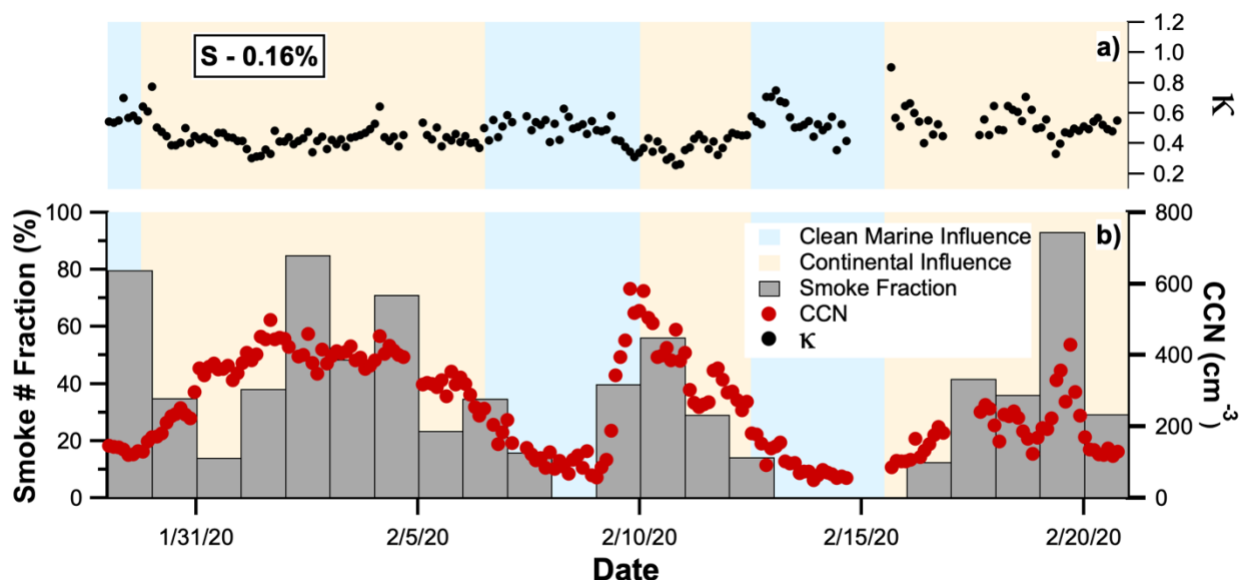 S - 0.16%
a)
1.2
1.0
0.8
0.6
0.4
0.2
κ
b)
100
80
60
40
20
0
Smoke # Fraction (%)
Clean Marine Influence
Continental Influence
Smoke Fraction
CCN
κ
800
600
400
200
0
CCN (cm⁻³)
1/31/20 2/5/20 2/10/20 2/15/20 2/20/20
Date